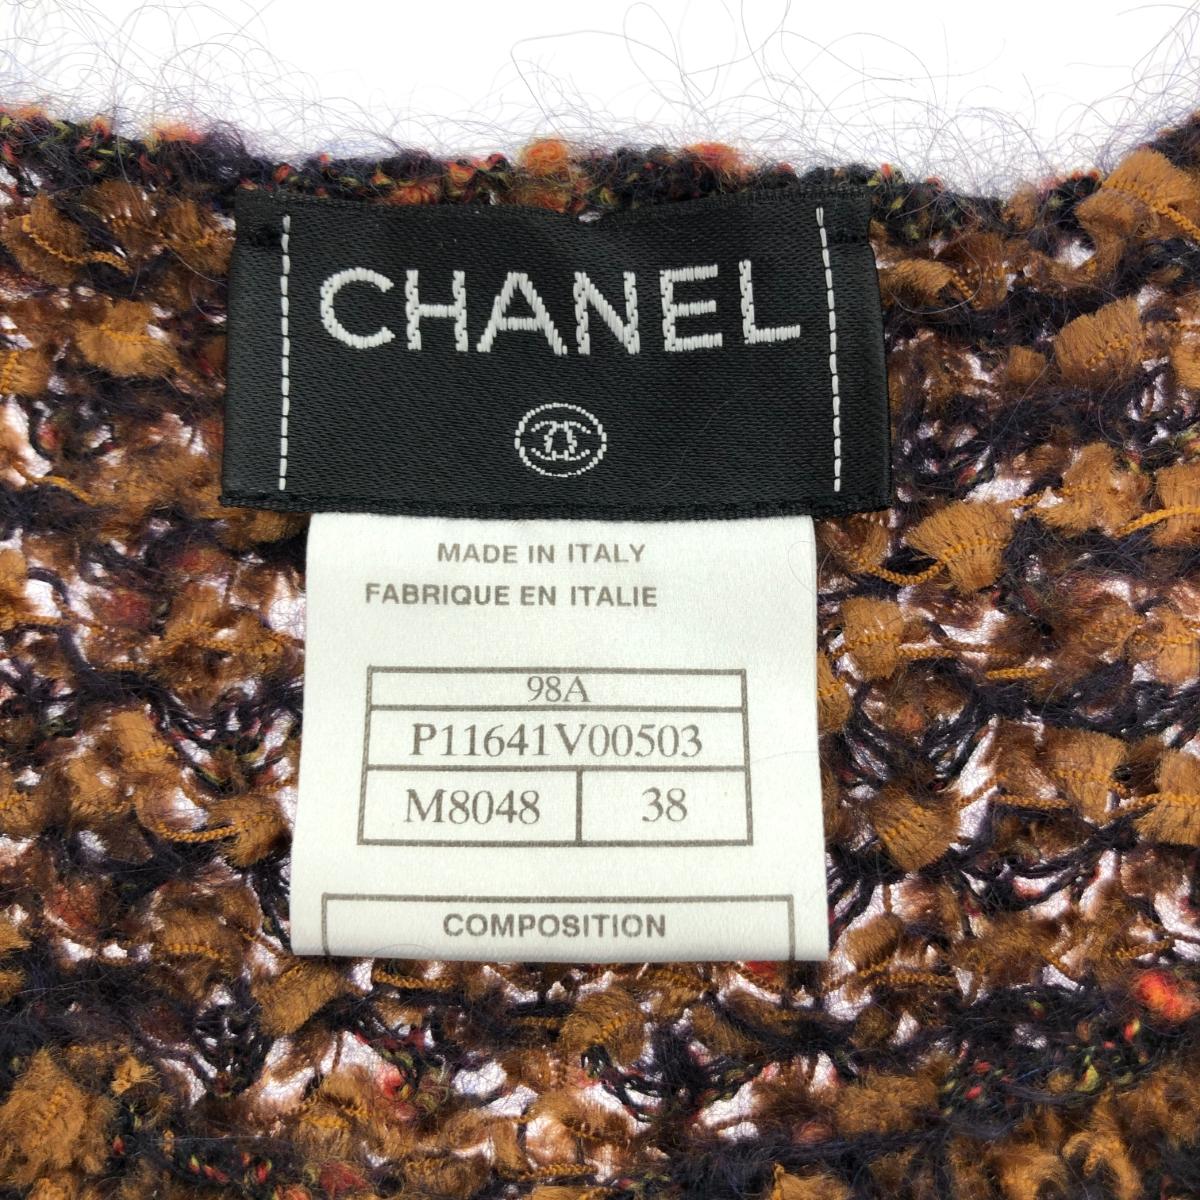 CHANEL
MADE IN ITALY
FABRIQUE EN ITALIE
98A
P11641V00503
M8048 38
COMPOSITION